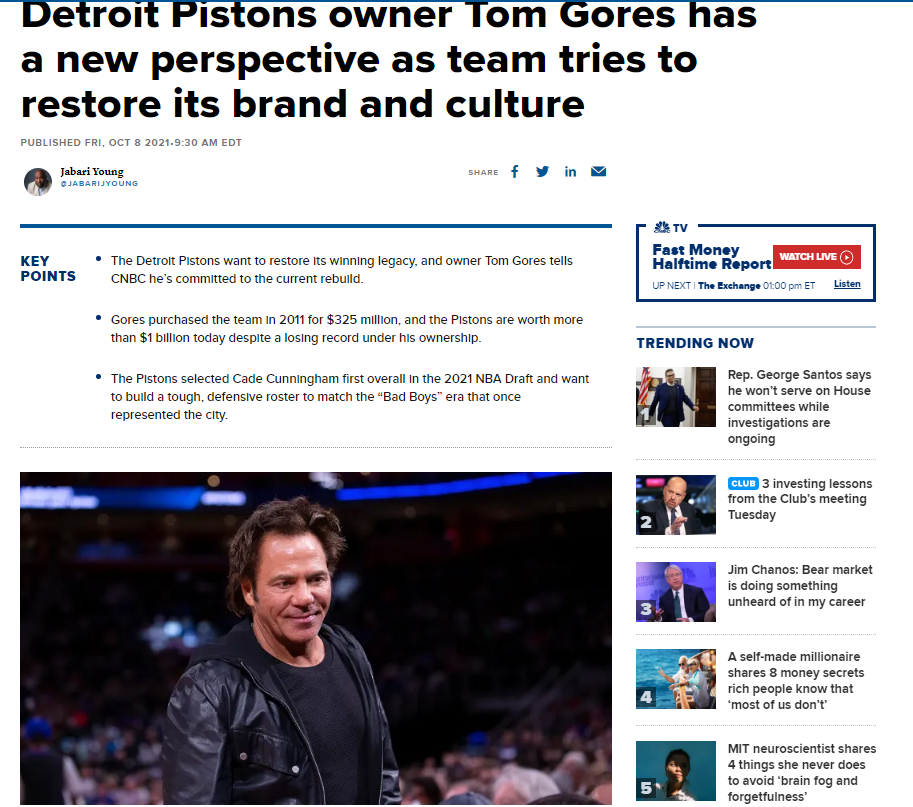 Detroit Pistons owner Tom Gores has
a new perspective as team tries to
restore its brand and culture
PUBLISHED FRI, OCT 8 2021•9:30 AM EDT
Jabari Young
@JABARIJYOUNG
SHARE
KEY
POINTS
• The Detroit Pistons want to restore its winning legacy, and owner Tom Gores tells
CNBC he’s committed to the current rebuild.
• Gores purchased the team in 2011 for $325 million, and the Pistons are worth more
than $1 billion today despite a losing record under his ownership.
• The Pistons selected Cade Cunningham first overall in the 2021 NBA Draft and want
to build a tough, defensive roster to match the “Bad Boys” era that once
represented the city.
TV
Fast Money
Halftime Report
WATCH LIVE
UP NEXT | The Exchange 01:00 pm ET
Listen
TRENDING NOW
1
Rep. George Santos says
he won’t serve on House
committees while
investigations are
ongoing
2
CLUB 3 investing lessons
from the Club’s meeting
Tuesday
3
Jim Chanos: Bear market
is doing something
unheard of in my career
4
A self-made millionaire
shares 8 money secrets
rich people know that
‘most of us don’t’
5
MIT neuroscientist shares
4 things she never does
to avoid ‘brain fog and
forgetfulness’